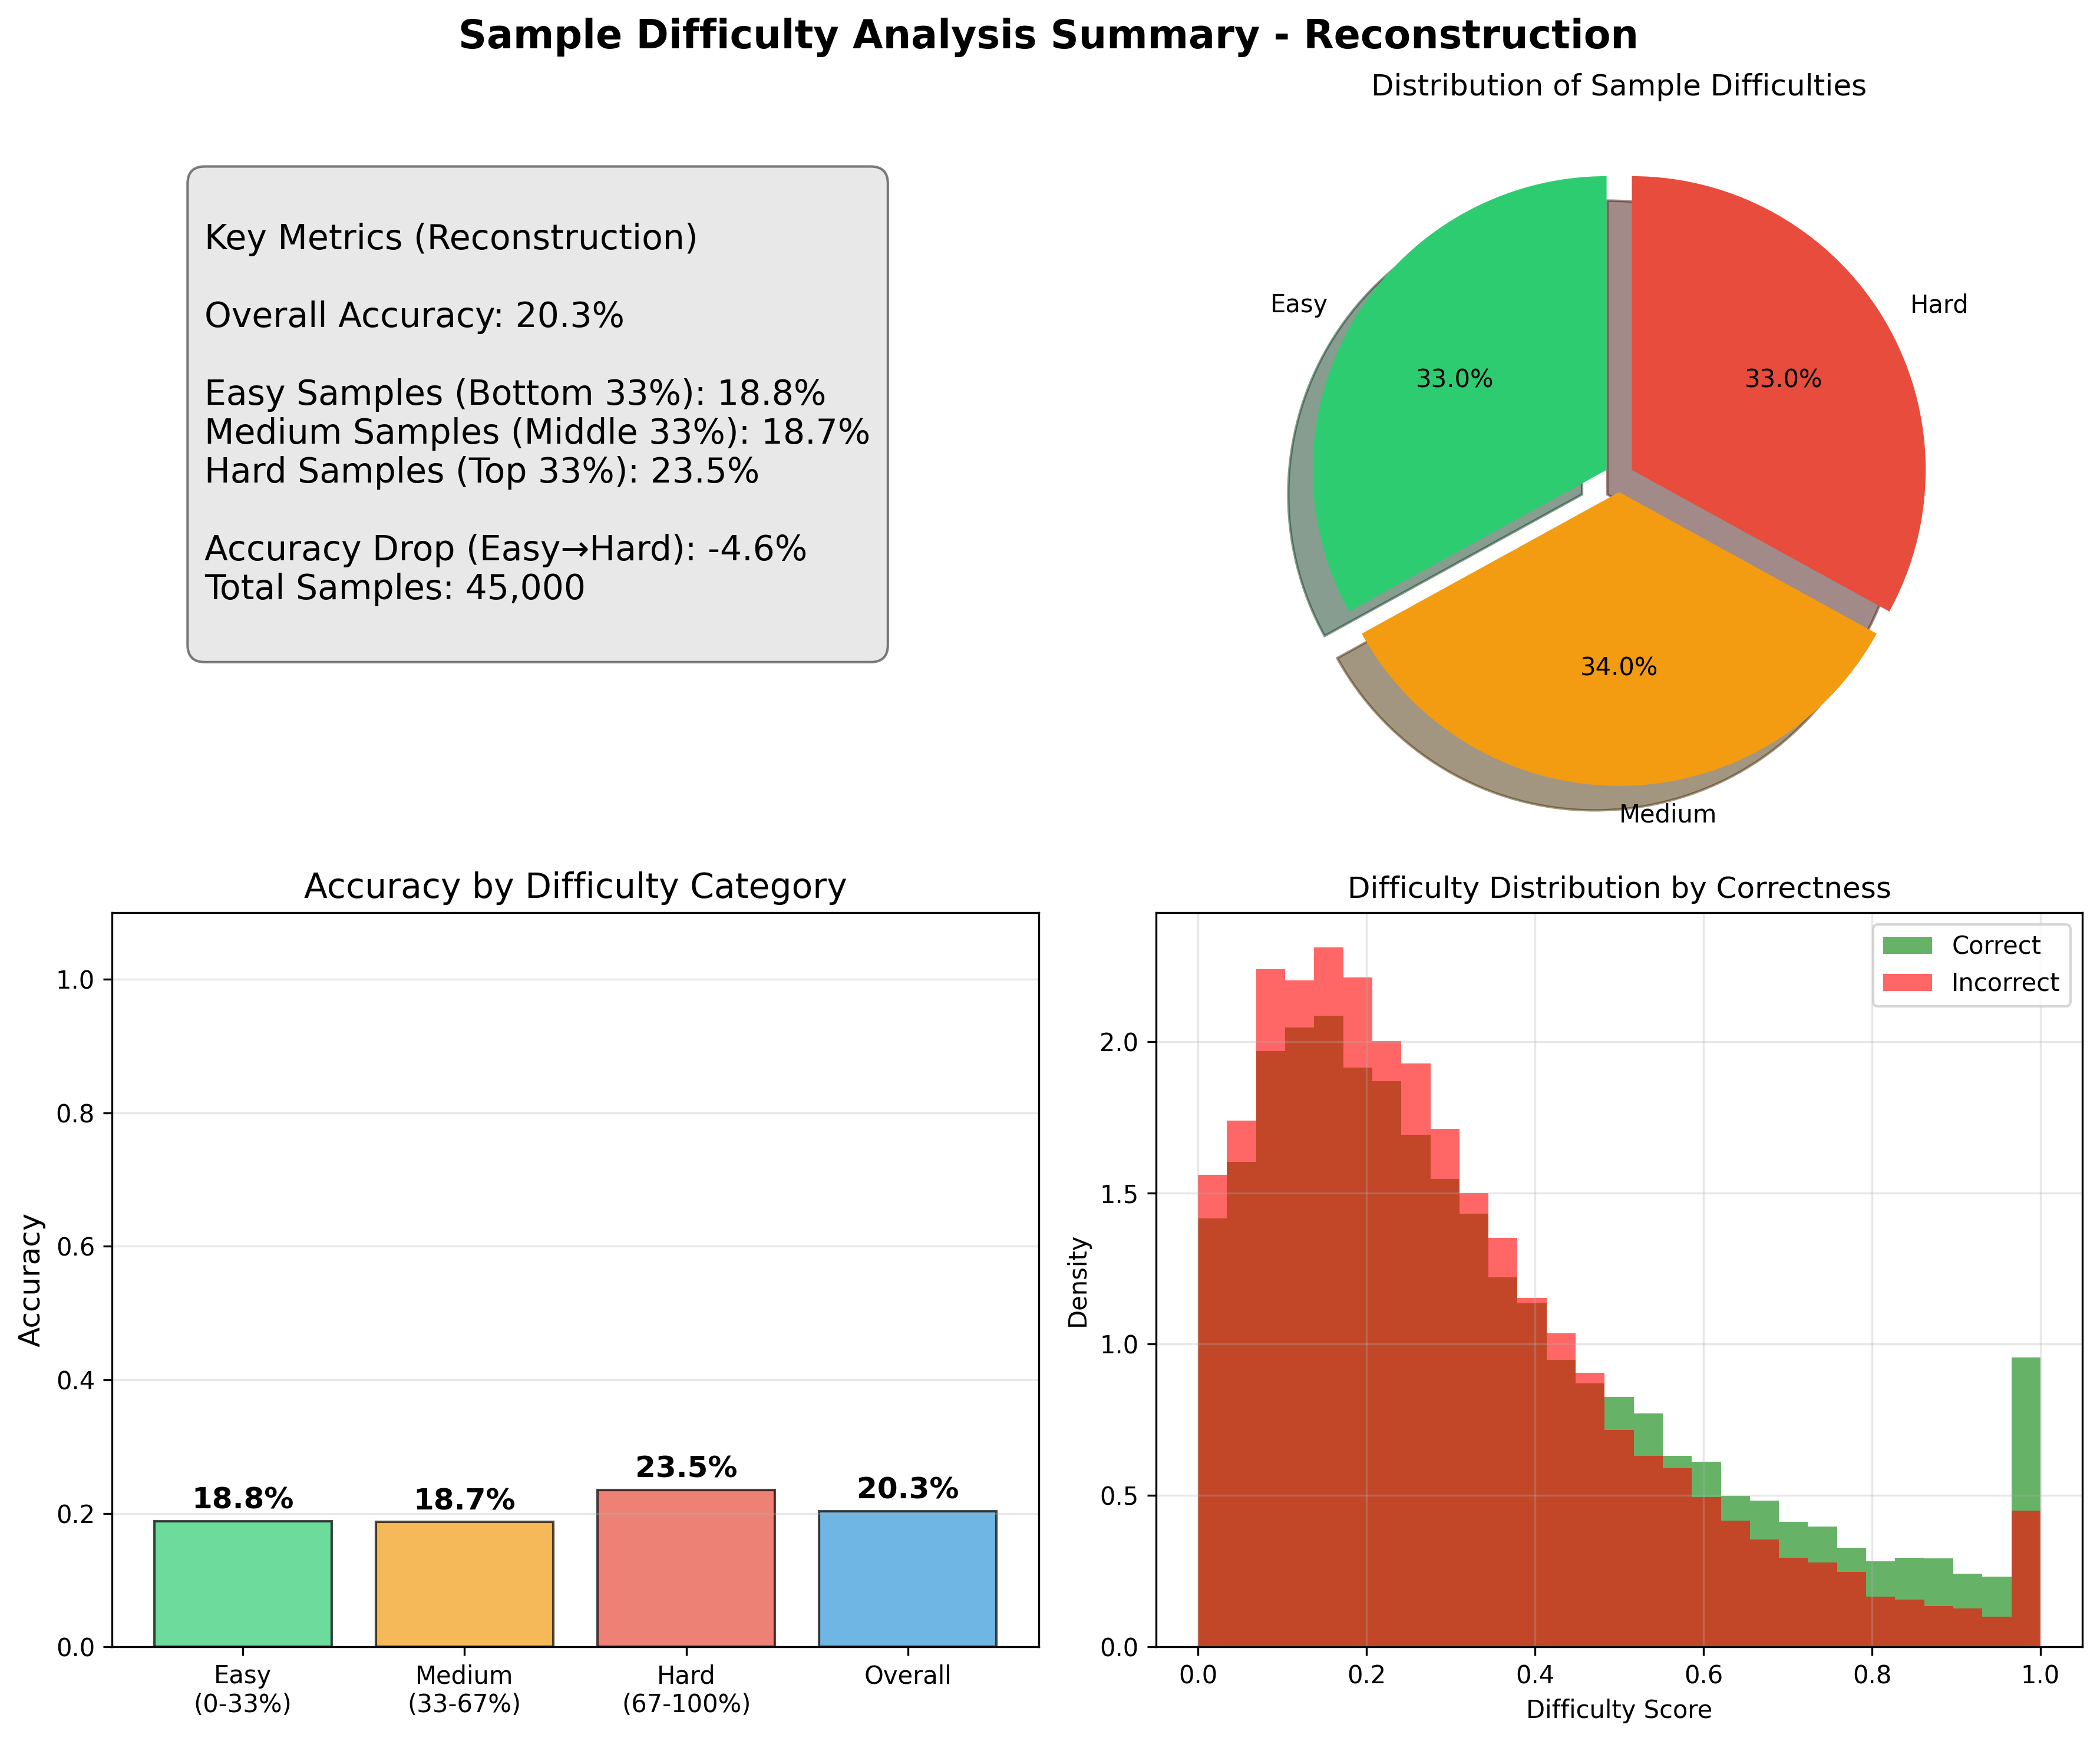 Sample Difficulty Analysis Summary - Reconstruction
Key Metrics (Reconstruction)
Overall Accuracy: 20.3%
Easy Samples (Bottom 33%): 18.8%
Medium Samples (Middle 33%): 18.7%
Hard Samples (Top 33%): 23.5%
Accuracy Drop (Easy→Hard): -4.6%
Total Samples: 45,000
Distribution of Sample Difficulties
Easy
Hard
33.0%
33.0%
34.0%
Medium
Accuracy by Difficulty Category
Accuracy
1.0
0.8
0.6
0.4
0.2
0.0
18.8%
18.7%
23.5%
20.3%
Easy
(0-33%)
Medium
(33-67%)
Hard
(67-100%)
Overall
Difficulty Distribution by Correctness
Correct
Incorrect
Density
2.0
1.5
1.0
0.5
0.0
0.0
0.2
0.4
0.6
0.8
1.0
Difficulty Score